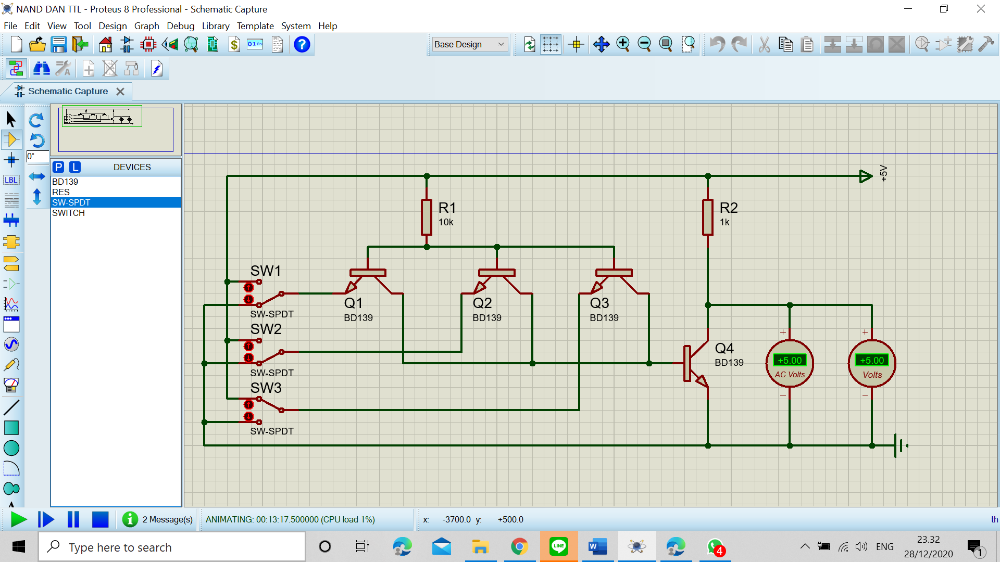 NAND DAN TTL - Proteus 8 Professional - Schematic Capture
File Edit View Tool Design Graph Debug Library Template System Help
Base Design
Schematic Capture
0°
P L DEVICES
LBL
BD139
RES
SW-SPDT
SWITCH
+5V
R1
10k
R2
1k
SW1
SW-SPDT
SW2
SW-SPDT
SW3
SW-SPDT
Q1
BD139
Q2
BD139
Q3
BD139
Q4
BD139
+
+5.00
AC Volts
−
+
+5.00
Volts
−
2 Message(s)
ANIMATING: 00:13:17.500000 (CPU load 1%)
x: -3700.0 y: +500.0
th
Type here to search
LINE
W
4
ENG
23.32
28/12/2020
1